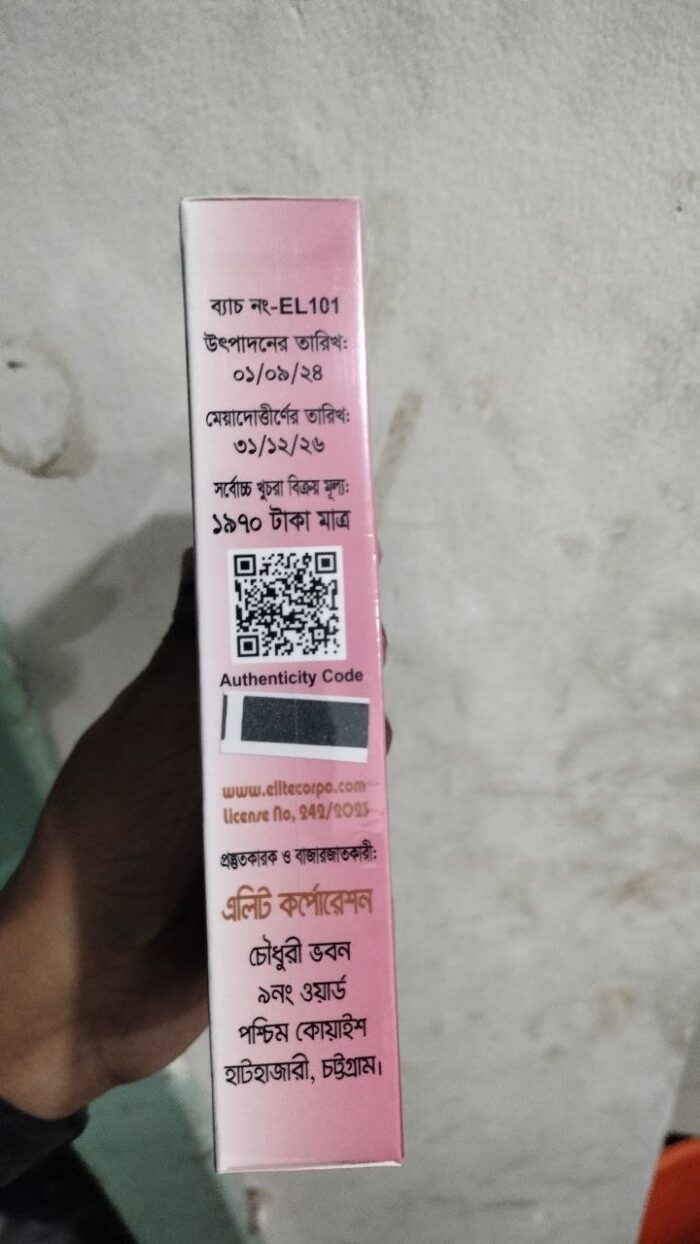 ব্যাচ নং-EL101
উৎপাদনের তারিখ:
০১/০৯/২৪
মেয়াদোত্তীর্ণের তারিখ:
৩১/১২/২৬
সর্বোচ্চ খুচরা বিক্রয় মূল্য:
১৯৭০ টাকা মাত্র
Authenticity Code
www.elitecorpo.com
License No, 242/2023
প্রস্তুতকারক ও বাজারজাতকারী:
এলিট কর্পোরেশন
চৌধুরী ভবন
৯নং ওয়ার্ড
পশ্চিম কোয়াইশ
হাটহাজারী, চট্টগ্রাম।